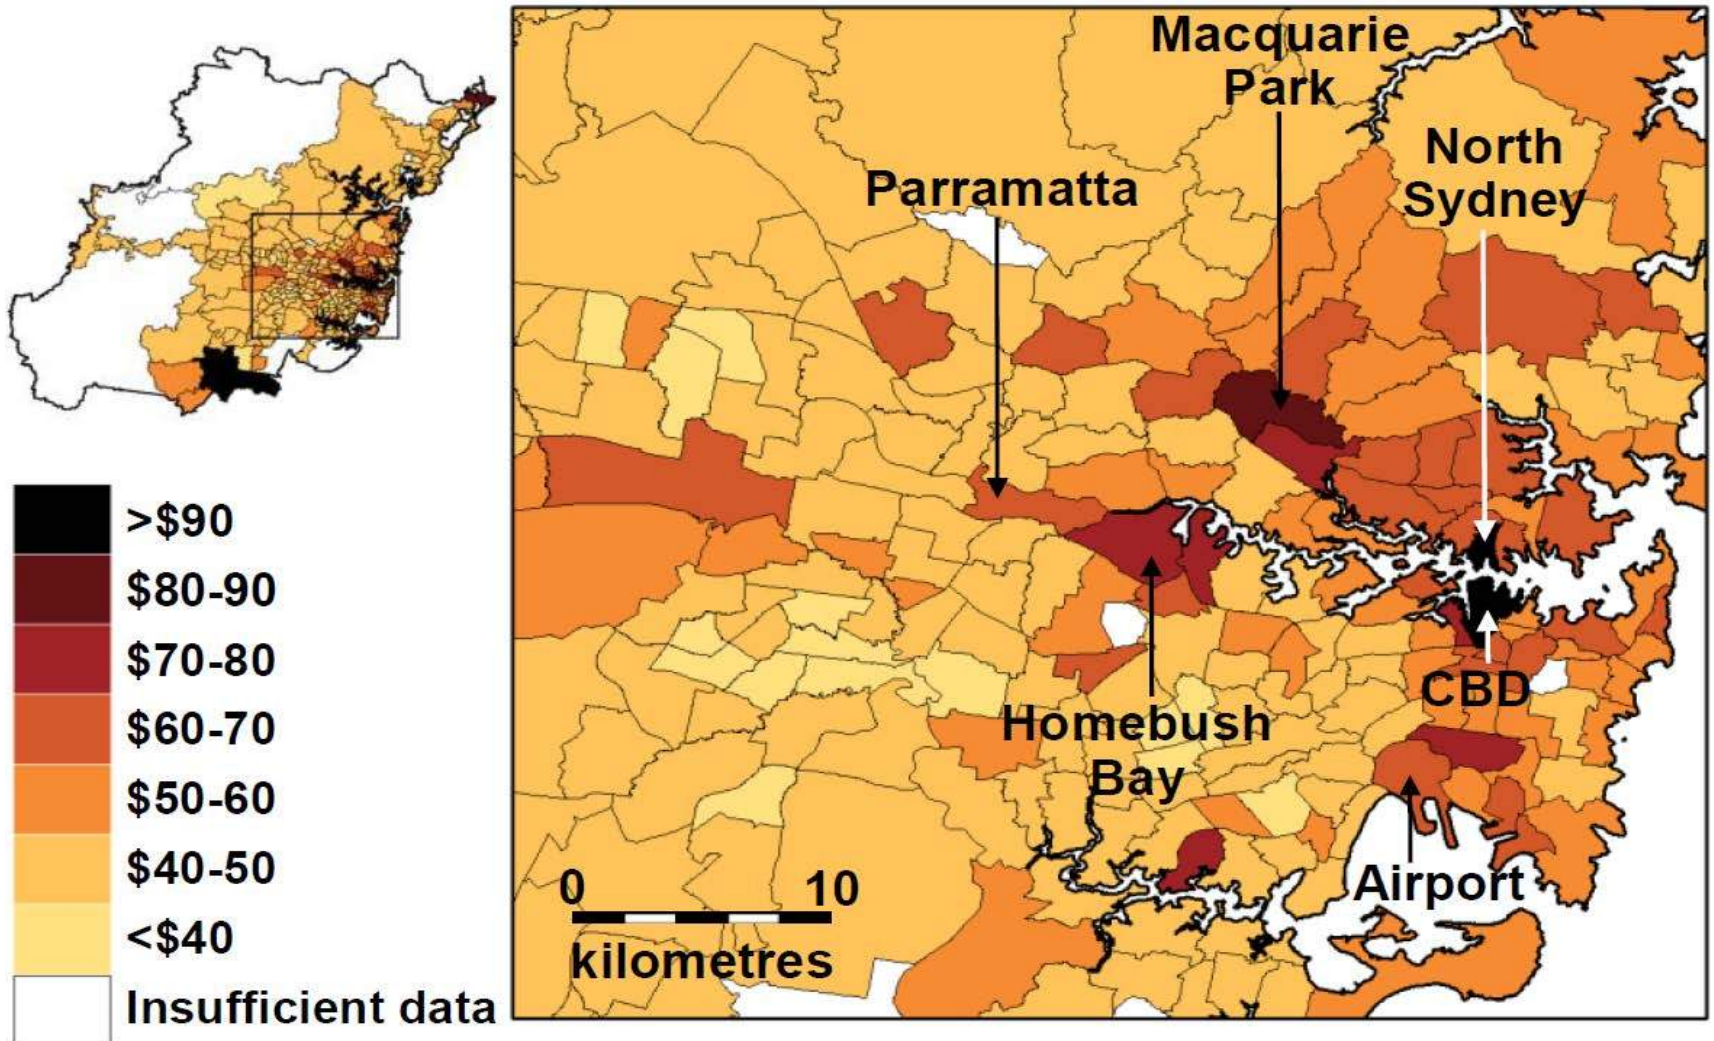 Macquarie
Park
North
Sydney
Parramatta
>$90
$80-90
$70-80
$60-70
$50-60
$40-50
<$40
Insufficient data
CBD
Homebush
Bay
Airport
0 10
kilometres